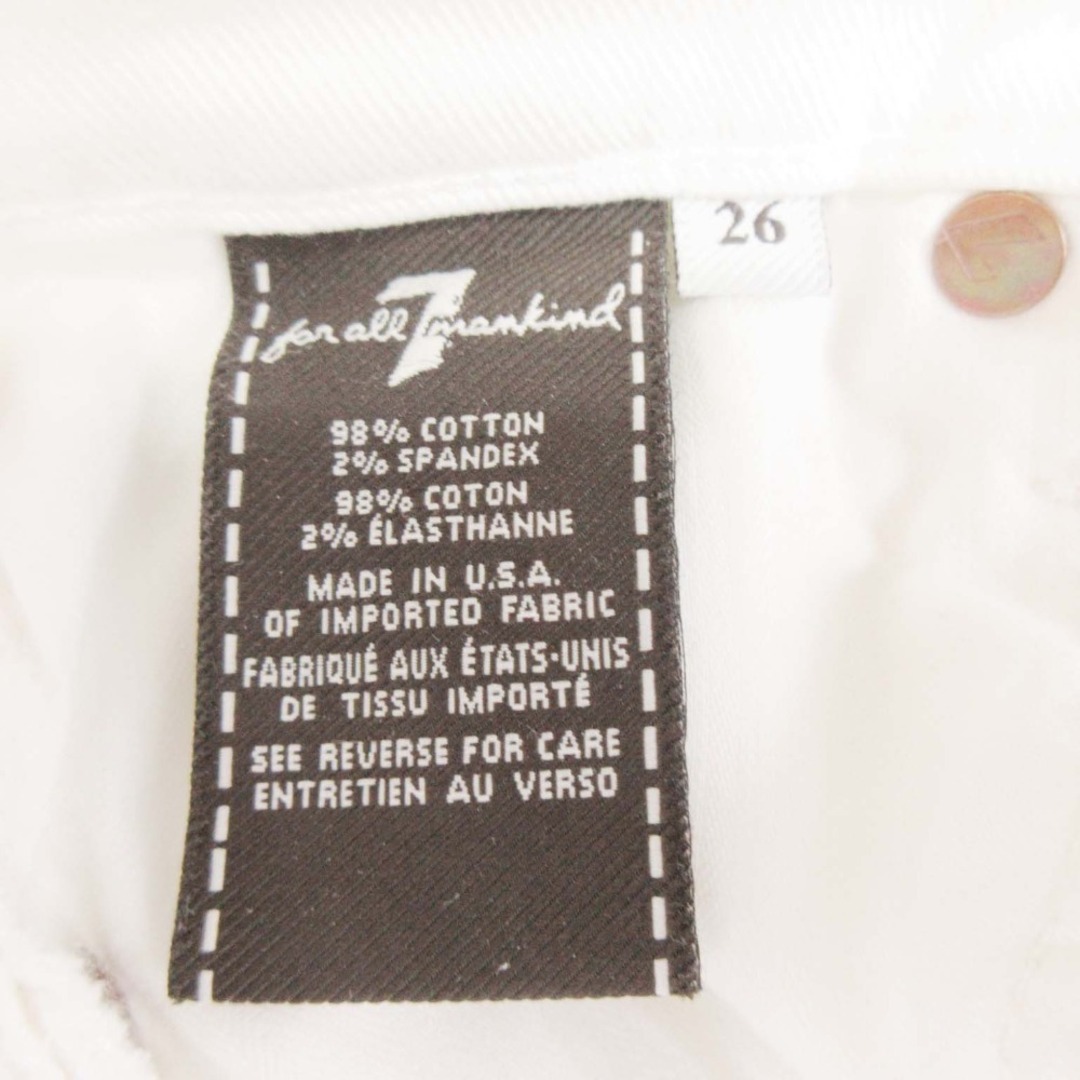 26
for all 7 mankind
98% COTTON
2% SPANDEX
98% COTON
2% ÉLASTHANNE
MADE IN U.S.A.
OF IMPORTED FABRIC
FABRIQUÉ AUX ÉTATS-UNIS
DE TISSU IMPORTÉ
SEE REVERSE FOR CARE
ENTRETIEN AU VERSO